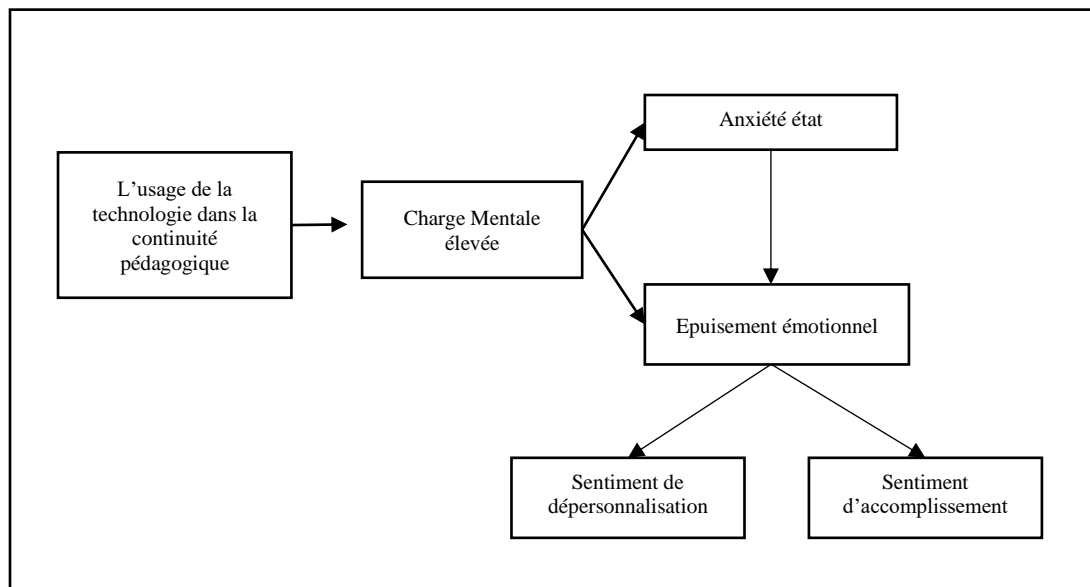 Anxiété état
L’usage de la
technologie dans la
continuité
pédagogique
Charge Mentale
élevée
Epuisement émotionnel
Sentiment de
dépersonnalisation
Sentiment
d’accomplissement